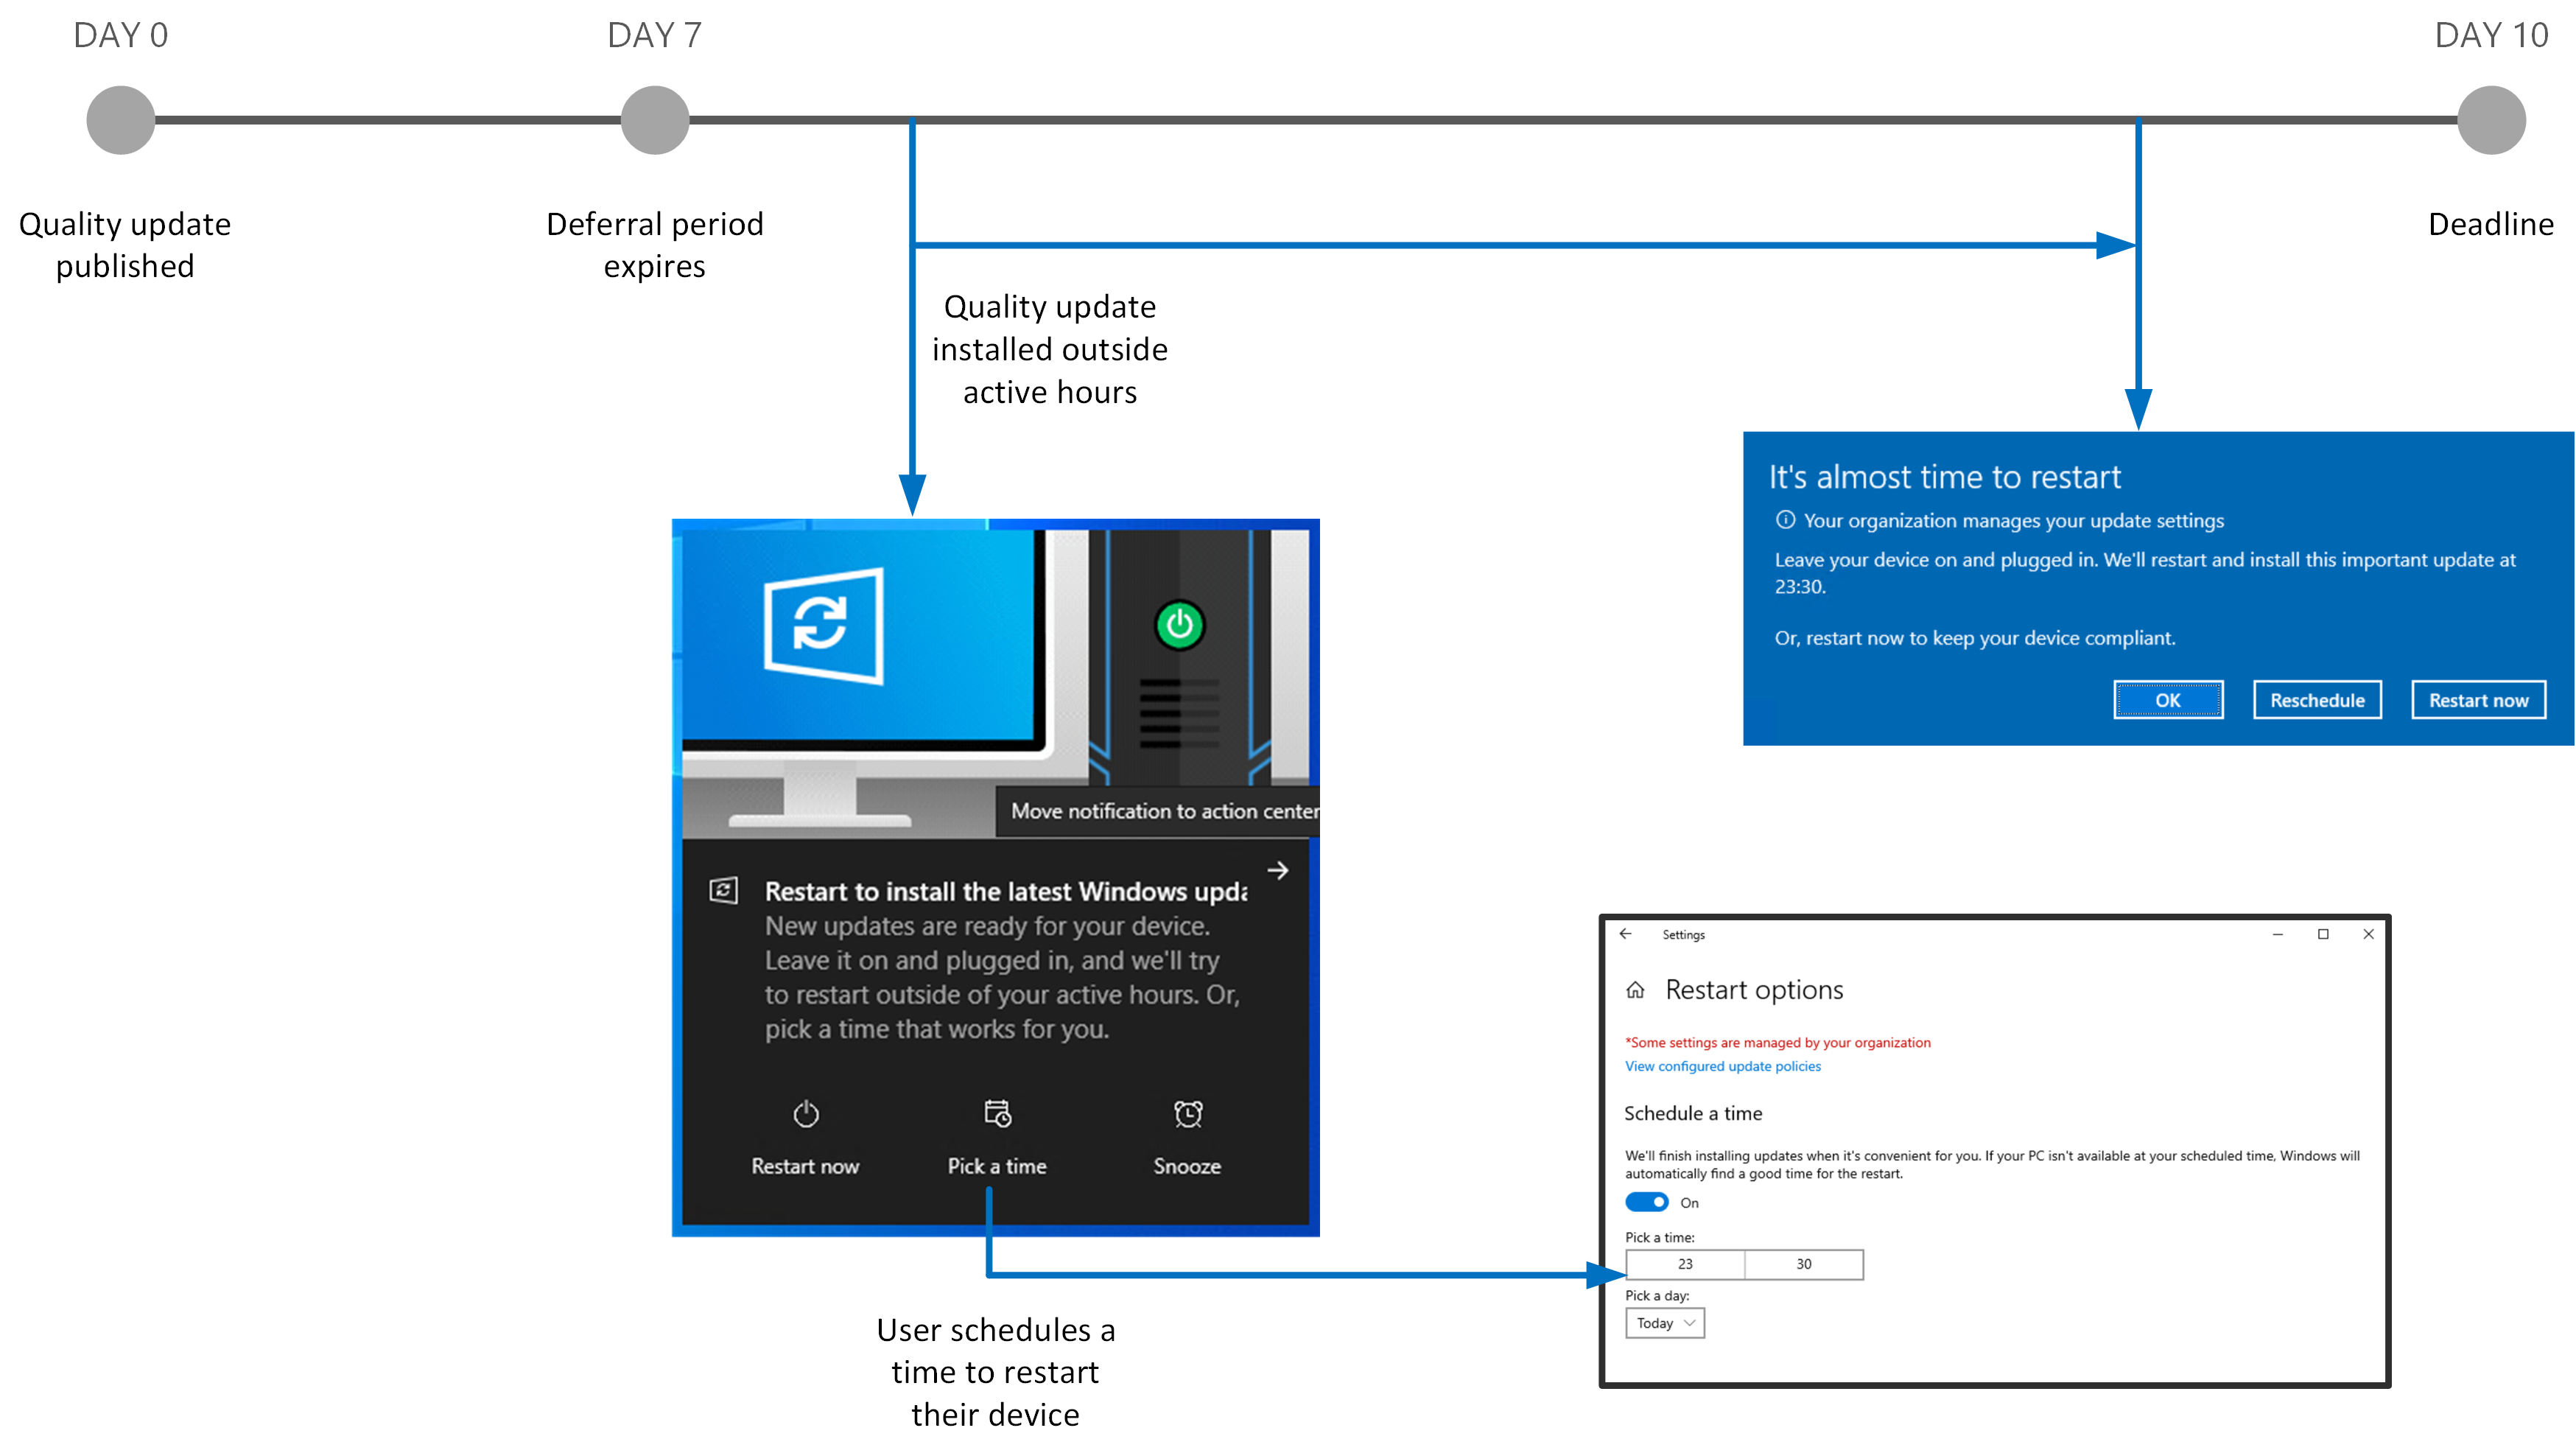 DAY 0
DAY 7
DAY 10
Quality update
published
Deferral period
expires
Deadline
Quality update
installed outside
active hours
It's almost time to restart
Your organization manages your update settings
Leave your device on and plugged in. We'll restart and install this important update at
23:30.
Or, restart now to keep your device compliant.
OK
Reschedule
Restart now
Move notification to action center
Restart to install the latest Windows upda
New updates are ready for your device.
Leave it on and plugged in, and we'll try
to restart outside of your active hours. Or,
pick a time that works for you.
Restart now
Pick a time
Snooze
User schedules a
time to restart
their device
Settings
Restart options
*Some settings are managed by your organization
View configured update policies
Schedule a time
We'll finish installing updates when it's convenient for you. If your PC isn't available at your scheduled time, Windows will
automatically find a good time for the restart.
On
Pick a time:
23
30
Pick a day:
Today